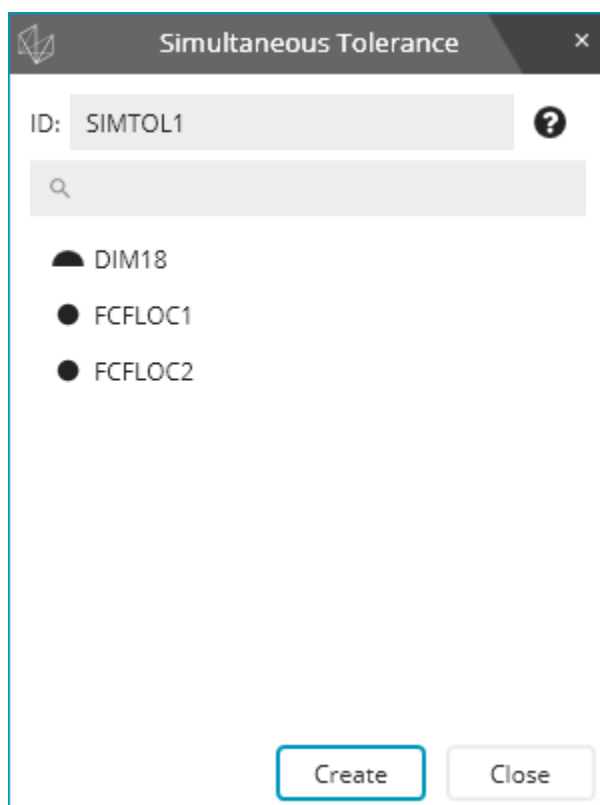 Simultaneous Tolerance
ID: SIMTOL1
DIM18
FCFLOC1
FCFLOC2
Create Close